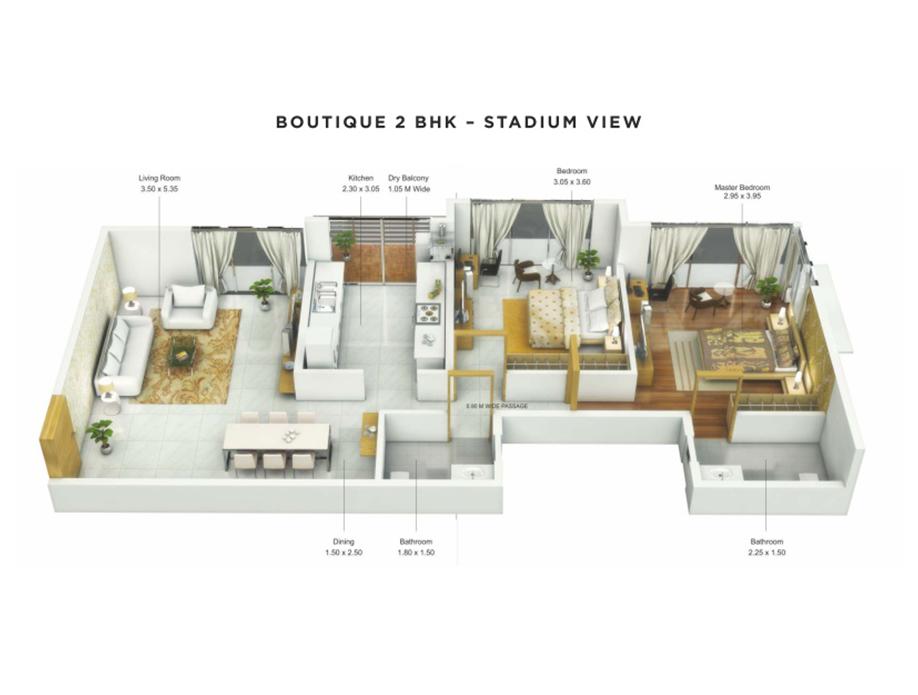 BOUTIQUE 2 BHK – STADIUM VIEW
Living Room
3.50 x 5.35
Kitchen
2.30 x 3.05
Dry Balcony
1.05 M Wide
Bedroom
3.05 x 3.60
Master Bedroom
2.95 x 3.95
0.90 M WIDE PASSAGE
Dining
1.50 x 2.50
Bathroom
1.80 x 1.50
Bathroom
2.25 x 1.50